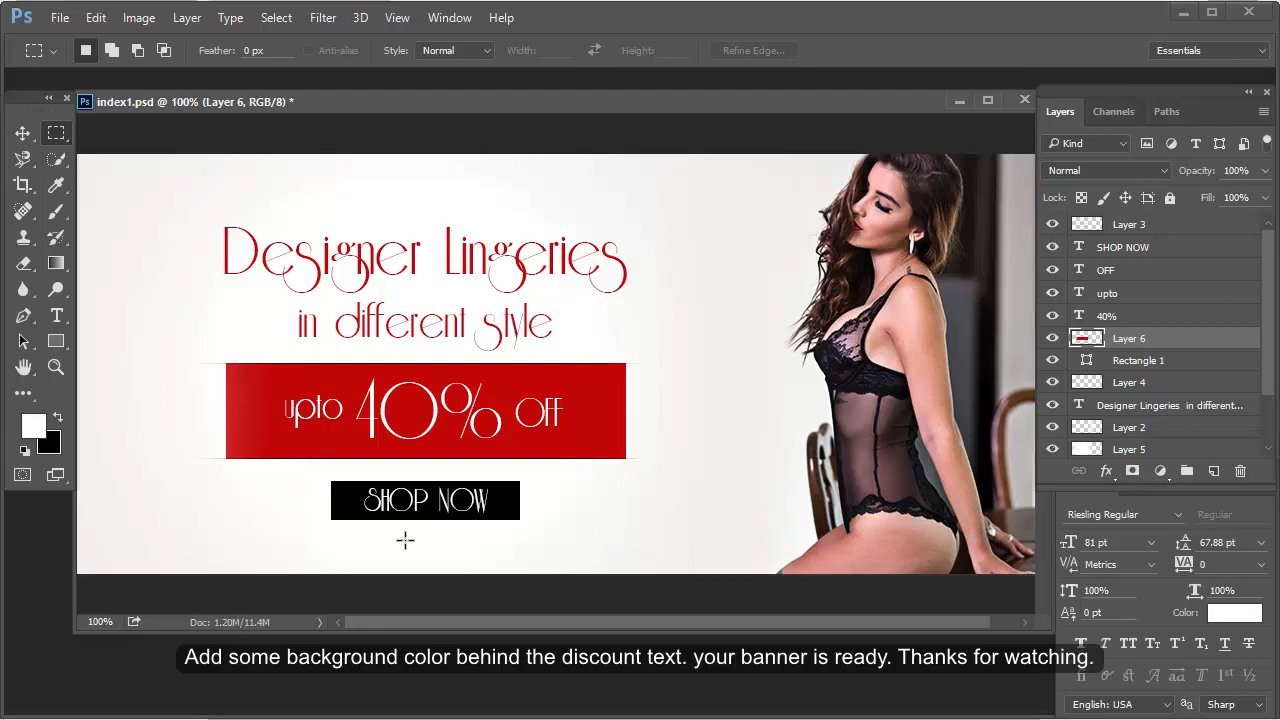 Ps File Edit Image Layer Type Select Filter 3D View Window Help
Feather: 0 px Anti-alias Style: Normal Width: Height: Refine Edge... Essentials
Ps index1.psd @ 100% (Layer 6, RGB/8) *
Designer Lingeries
in different style
upto 40% OFF
SHOP NOW
100% Doc: 1.20M/11.4M
Layers Channels Paths
Kind
Normal Opacity: 100%
Lock: Fill: 100%
Layer 3
T SHOP NOW
T OFF
T upto
T 40%
Layer 6
Rectangle 1
Layer 4
T Designer Lingeries in different...
Layer 2
Layer 5
fx
Riesling Regular Regular
81 pt 67.88 pt
Metrics 0
100% 100%
0 pt Color:
English: USA Sharp
Add some background color behind the discount text. your banner is ready. Thanks for watching.